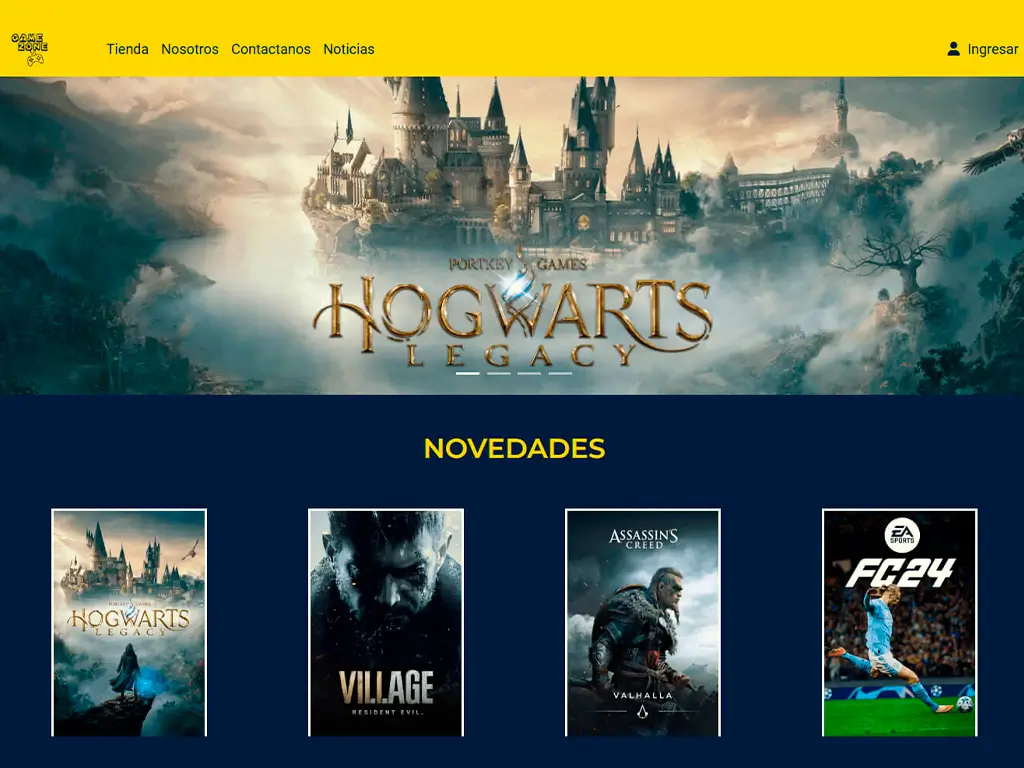 GAME
ZONE
Tienda Nosotros Contactanos Noticias
Ingresar
PORTKEY GAMES
HOGWARTS
LEGACY
NOVEDADES
PORTKEY GAMES
HOGWARTS
LEGACY
VILLAGE
RESIDENT EVIL
ASSASSIN'S
CREED
VALHALLA
EA
SPORTS
FC24